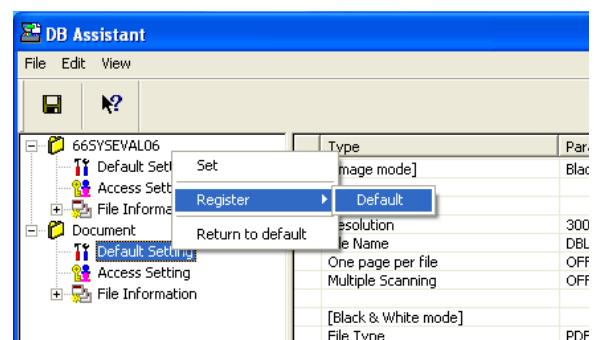 DB Assistant
File Edit View
66SYSEVAL06
Default Sett
Access Sett
File Informa
Document
Default Setting
Access Setting
File Information
Set
Register
Default
Return to default
Type Para
mage mode] Blac
esolution 300
le Name DBL
One page per file OFF
Multiple Scanning OFF
[Black & White mode]
File Type PDF